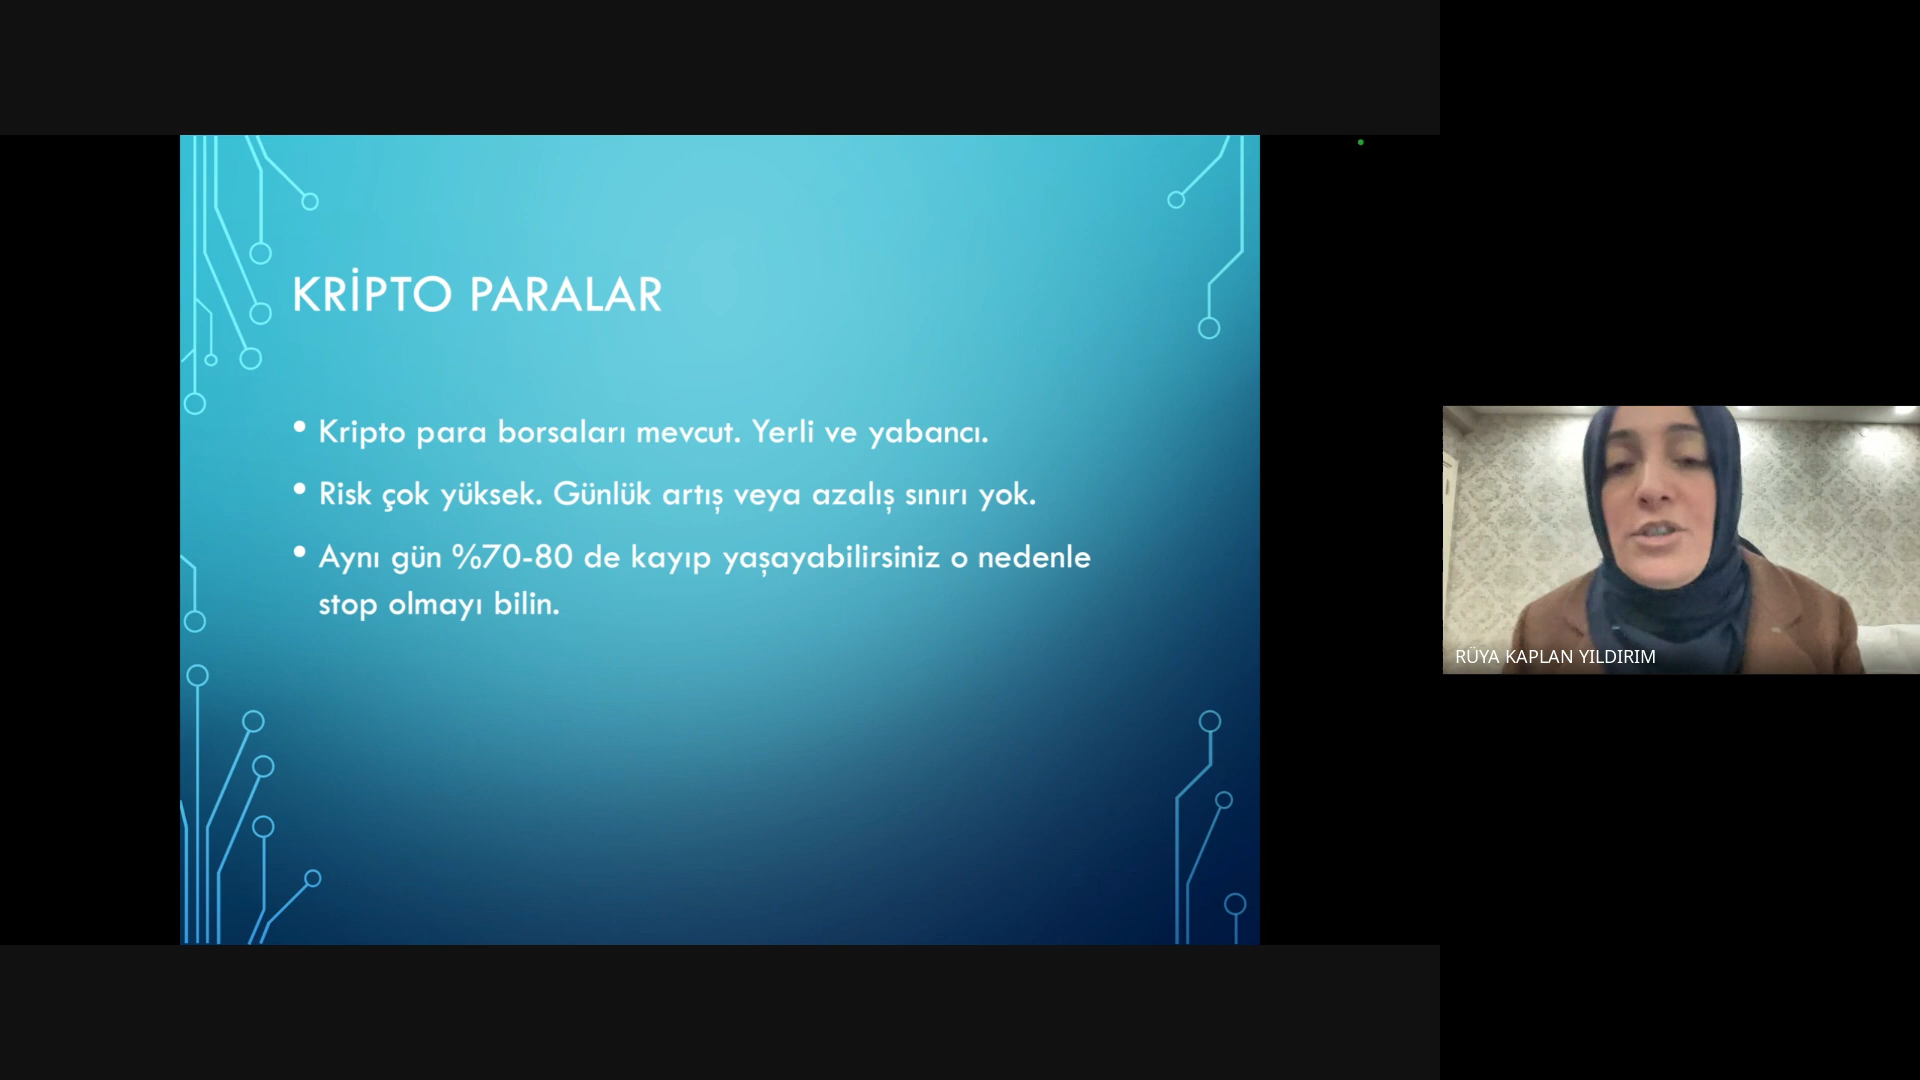 KRİPTO PARALAR
• Kripto para borsaları mevcut. Yerli ve yabancı.
• Risk çok yüksek. Günlük artış veya azalış sınırı yok.
• Aynı gün %70-80 de kayıp yaşayabilirsiniz o nedenle
stop olmayı bilin.
RÜYA KAPLAN YILDIRIM